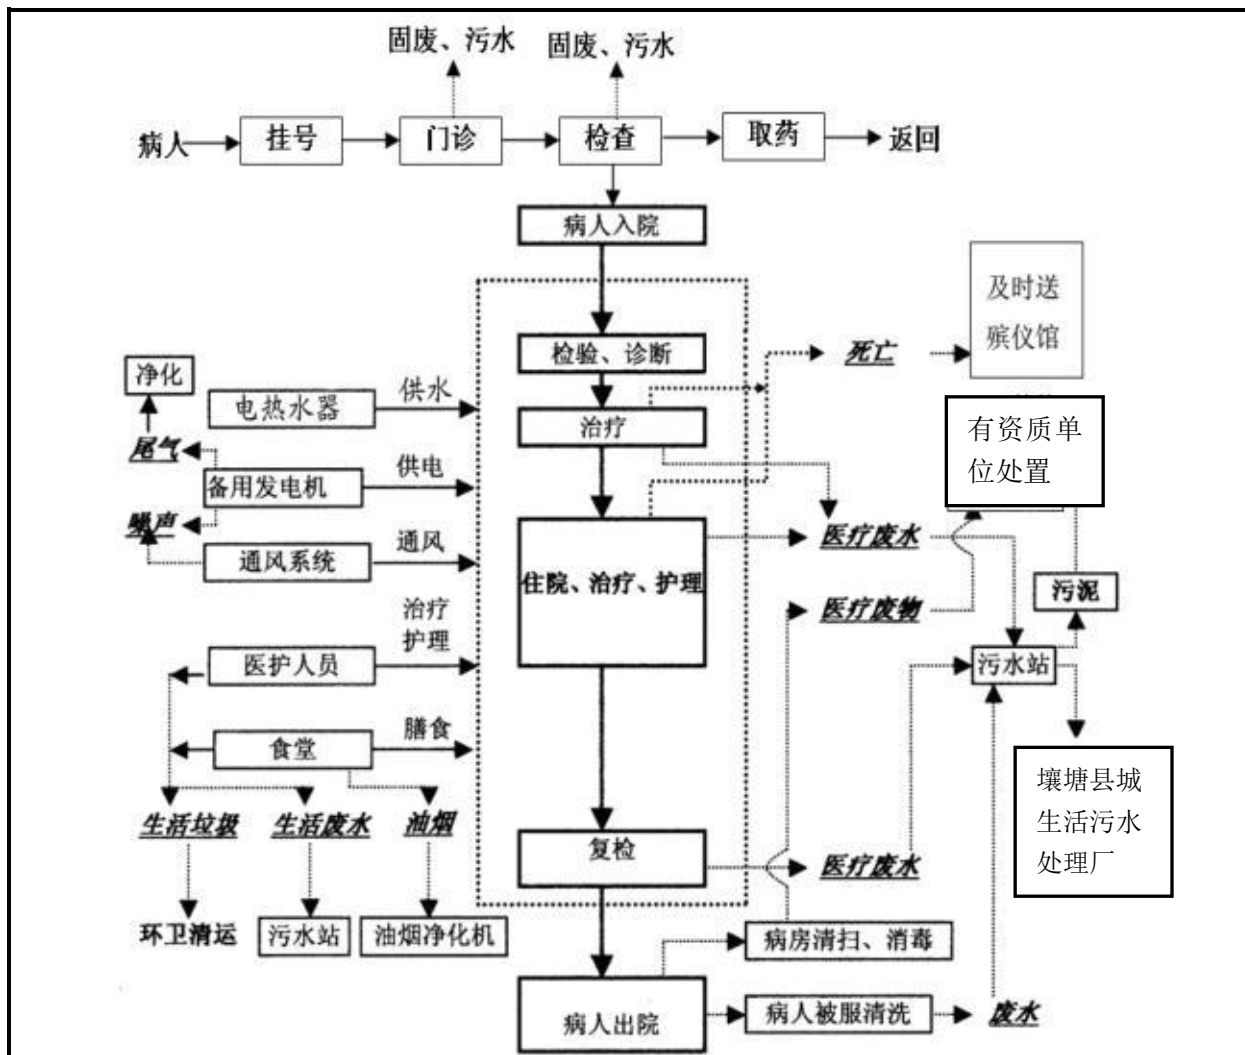 固废、污水
固废、污水
病人
挂号
门诊
检查
取药
返回
病人入院
及时送
殡仪馆
检验、诊断
死亡
净化
电热水器
供水
治疗
有资质单
位处置
尾气
备用发电机
供电
噪声
通风系统
通风
住院、治疗、护理
医疗废水
医疗废物
污泥
治疗
护理
医护人员
污水站
食堂
膳食
壤塘县城
生活污水
处理厂
生活垃圾
生活废水
油烟
复检
医疗废水
环卫清运
污水站
油烟净化机
病房清扫、消毒
病人出院
病人被服清洗
废水